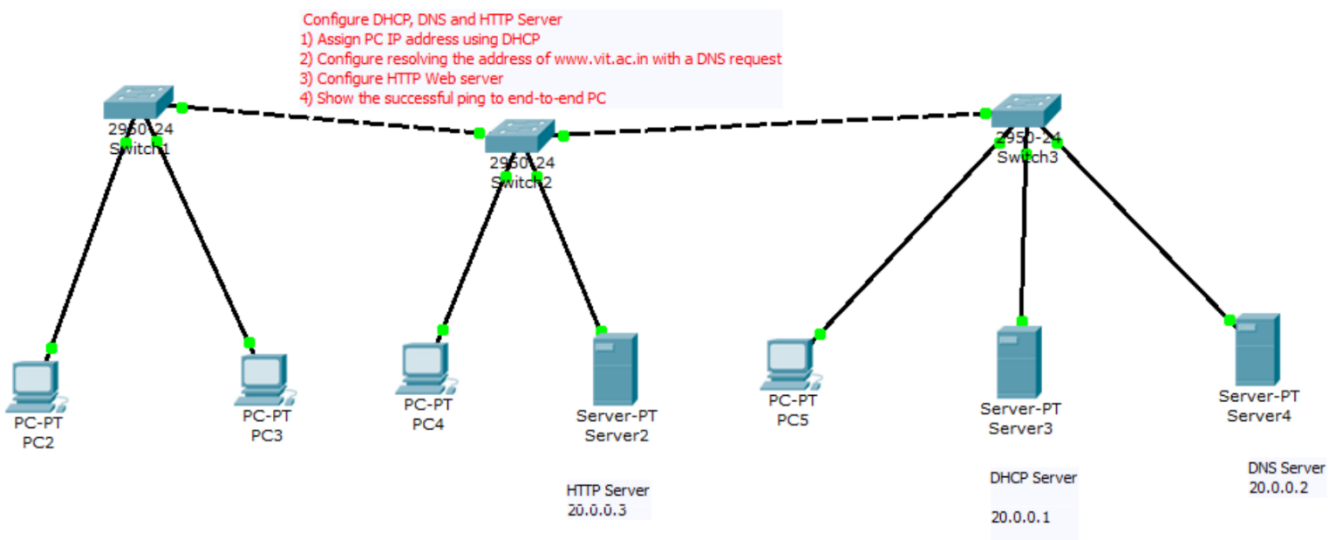 Configure DHCP, DNS and HTTP Server
1) Assign PC IP address using DHCP
2) Configure resolving the address of www.vit.ac.in with a DNS request
3) Configure HTTP Web server
4) Show the successful ping to end-to-end PC
2950-24
Switch1
2950-24
Switch2
2950-24
Switch3
PC-PT
PC2
PC-PT
PC3
PC-PT
PC4
Server-PT
Server2
PC-PT
PC5
Server-PT
Server3
Server-PT
Server4
HTTP Server
20.0.0.3
DHCP Server
20.0.0.1
DNS Server
20.0.0.2